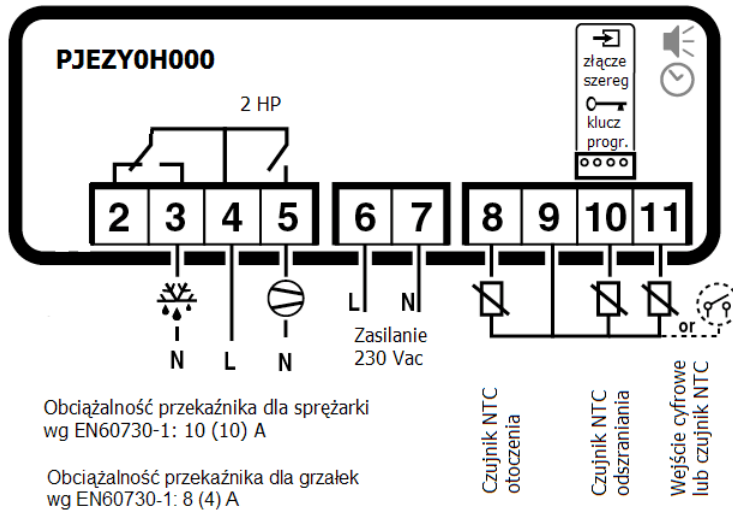 PJEZY0H000
złącze
szereg
klucz
progr.
2 HP
2 3 4 5 6 7 8 9 10 11
N L N
L N
Zasilanie
230 Vac
or
Obciążalność przekaźnika dla sprężarki
wg EN60730-1: 10 (10) A
Obciążalność przekaźnika dla grzałek
wg EN60730-1: 8 (4) A
Czujnik NTC
otoczenia
Czujnik NTC
odszraniania
Wejście cyfrowe
lub czujnik NTC